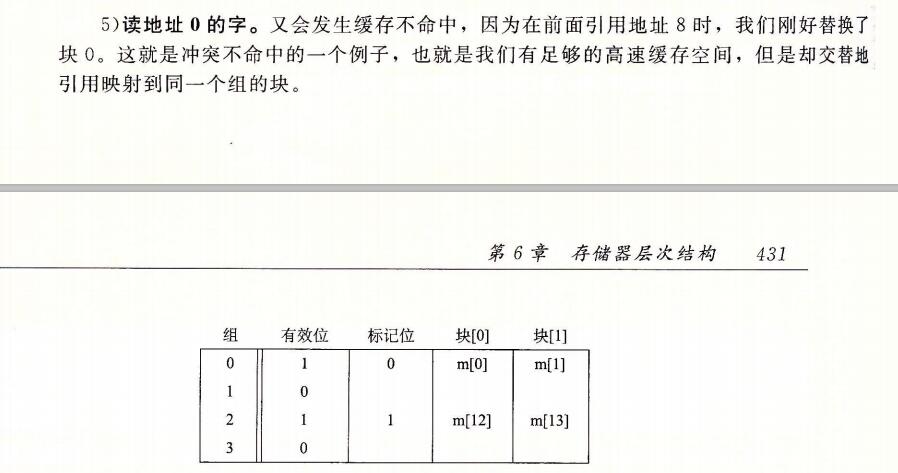 5)读地址 0 的字。又会发生缓存不命中，因为在前面引用地址 8 时，我们刚好替换了
块 0。这就是冲突不命中的一个例子，也就是我们有足够的高速缓存空间，但是却交替地
引用映射到同一个组的块。
第 6 章 存储器层次结构 431
组 有效位 标记位 块[0] 块[1]
0 1 0 m[0] m[1]
1 0
2 1 1 m[12] m[13]
3 0